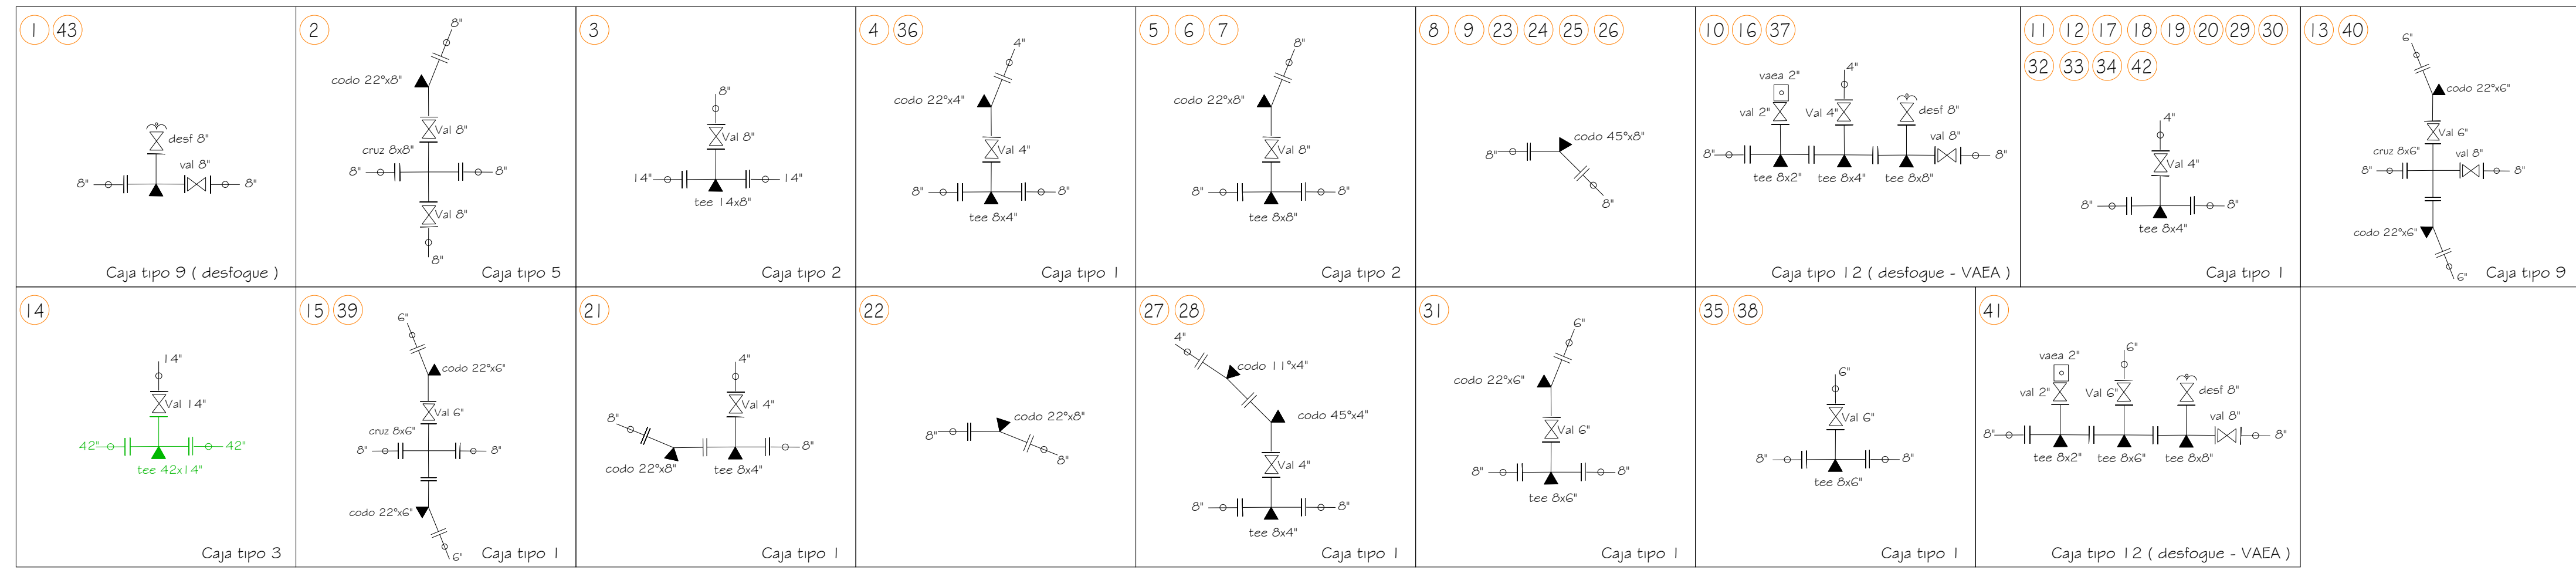 1 43
desf 8"
val 8"
8" 8"
Caja tipo 9 ( desfogue )
2
8"
codo 22°x8"
Val 8"
cruz 8x8"
8" 8"
Val 8"
8"
Caja tipo 5
3
8"
Val 8"
14" 14"
tee 14x8"
Caja tipo 2
4 36
4"
codo 22°x4"
Val 4"
8" 8"
tee 8x4"
Caja tipo 1
5 6 7
8"
codo 22°x8"
Val 8"
8" 8"
tee 8x8"
Caja tipo 2
8 9 23 24 25 26
codo 45°x8"
8"
8"
10 16 37
vaea 2" 4"
val 2" Val 4" desf 8"
val 8"
8" 8"
tee 8x2" tee 8x4" tee 8x8"
Caja tipo 12 ( desfogue - VAEA )
11 12 17 18 19 20 29 30
32 33 34 42
4"
Val 4"
8" 8"
tee 8x4"
Caja tipo 1
13 40
6"
codo 22°x6"
Val 6"
cruz 8x6" val 8"
8" 8"
codo 22°x6"
6"
Caja tipo 9
14
14"
Val 14"
42" 42"
tee 42x14"
Caja tipo 3
15 39
6"
codo 22°x6"
Val 6"
cruz 8x6"
8" 8"
codo 22°x6"
6"
Caja tipo 1
21
4"
Val 4"
8"
8"
codo 22°x8" tee 8x4"
Caja tipo 1
22
codo 22°x8"
8"
8"
27 28
4"
codo 11°x4"
codo 45°x4"
Val 4"
8" 8"
tee 8x4"
Caja tipo 1
31
6"
codo 22°x6"
Val 6"
8" 8"
tee 8x6"
Caja tipo 1
35 38
6"
Val 6"
8" 8"
tee 8x6"
Caja tipo 1
41
vaea 2" 6"
val 2" Val 6" desf 8"
val 8"
8" 8"
tee 8x2" tee 8x6" tee 8x8"
Caja tipo 12 ( desfogue - VAEA )